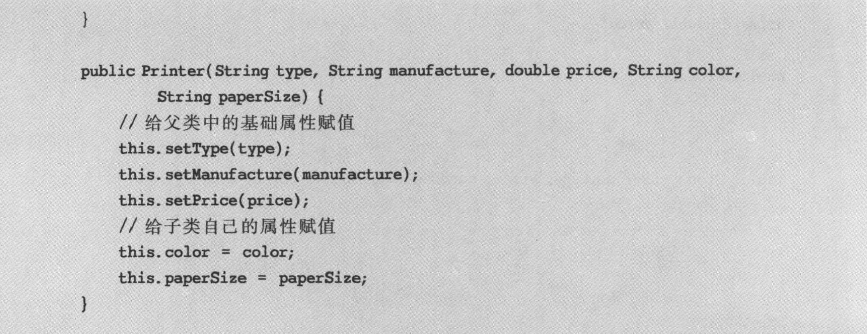 }
public Printer(String type, String manufacture, double price, String color,
String paperSize) {
// 给父类中的基础属性赋值
this.setType(type);
this.setManufacture(manufacture);
this.setPrice(price);
// 给子类自己的属性赋值
this.color = color;
this.paperSize = paperSize;
}